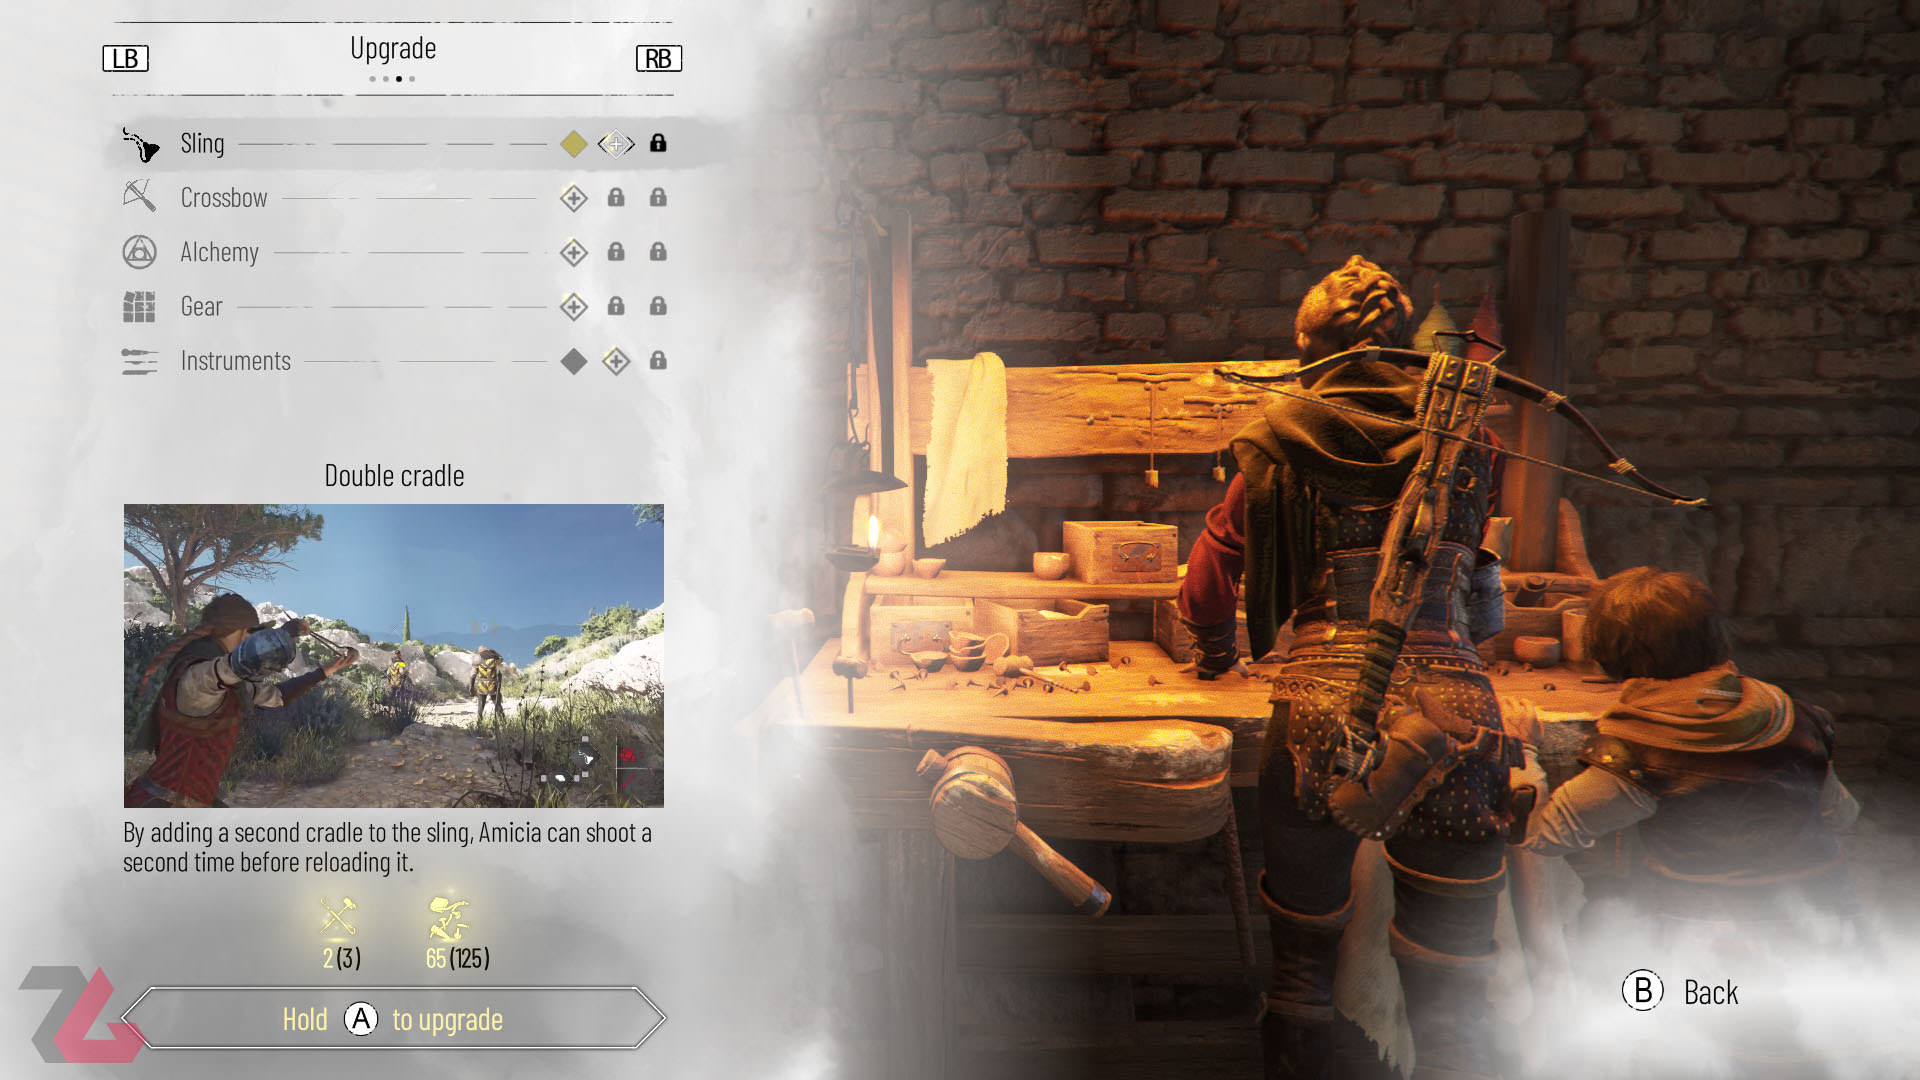 LB
Upgrade
RB
Sling
Crossbow
Alchemy
Gear
Instruments
Double cradle
By adding a second cradle to the sling, Amicia can shoot a
second time before reloading it.
2 (3)
65 (125)
Hold A to upgrade
B Back